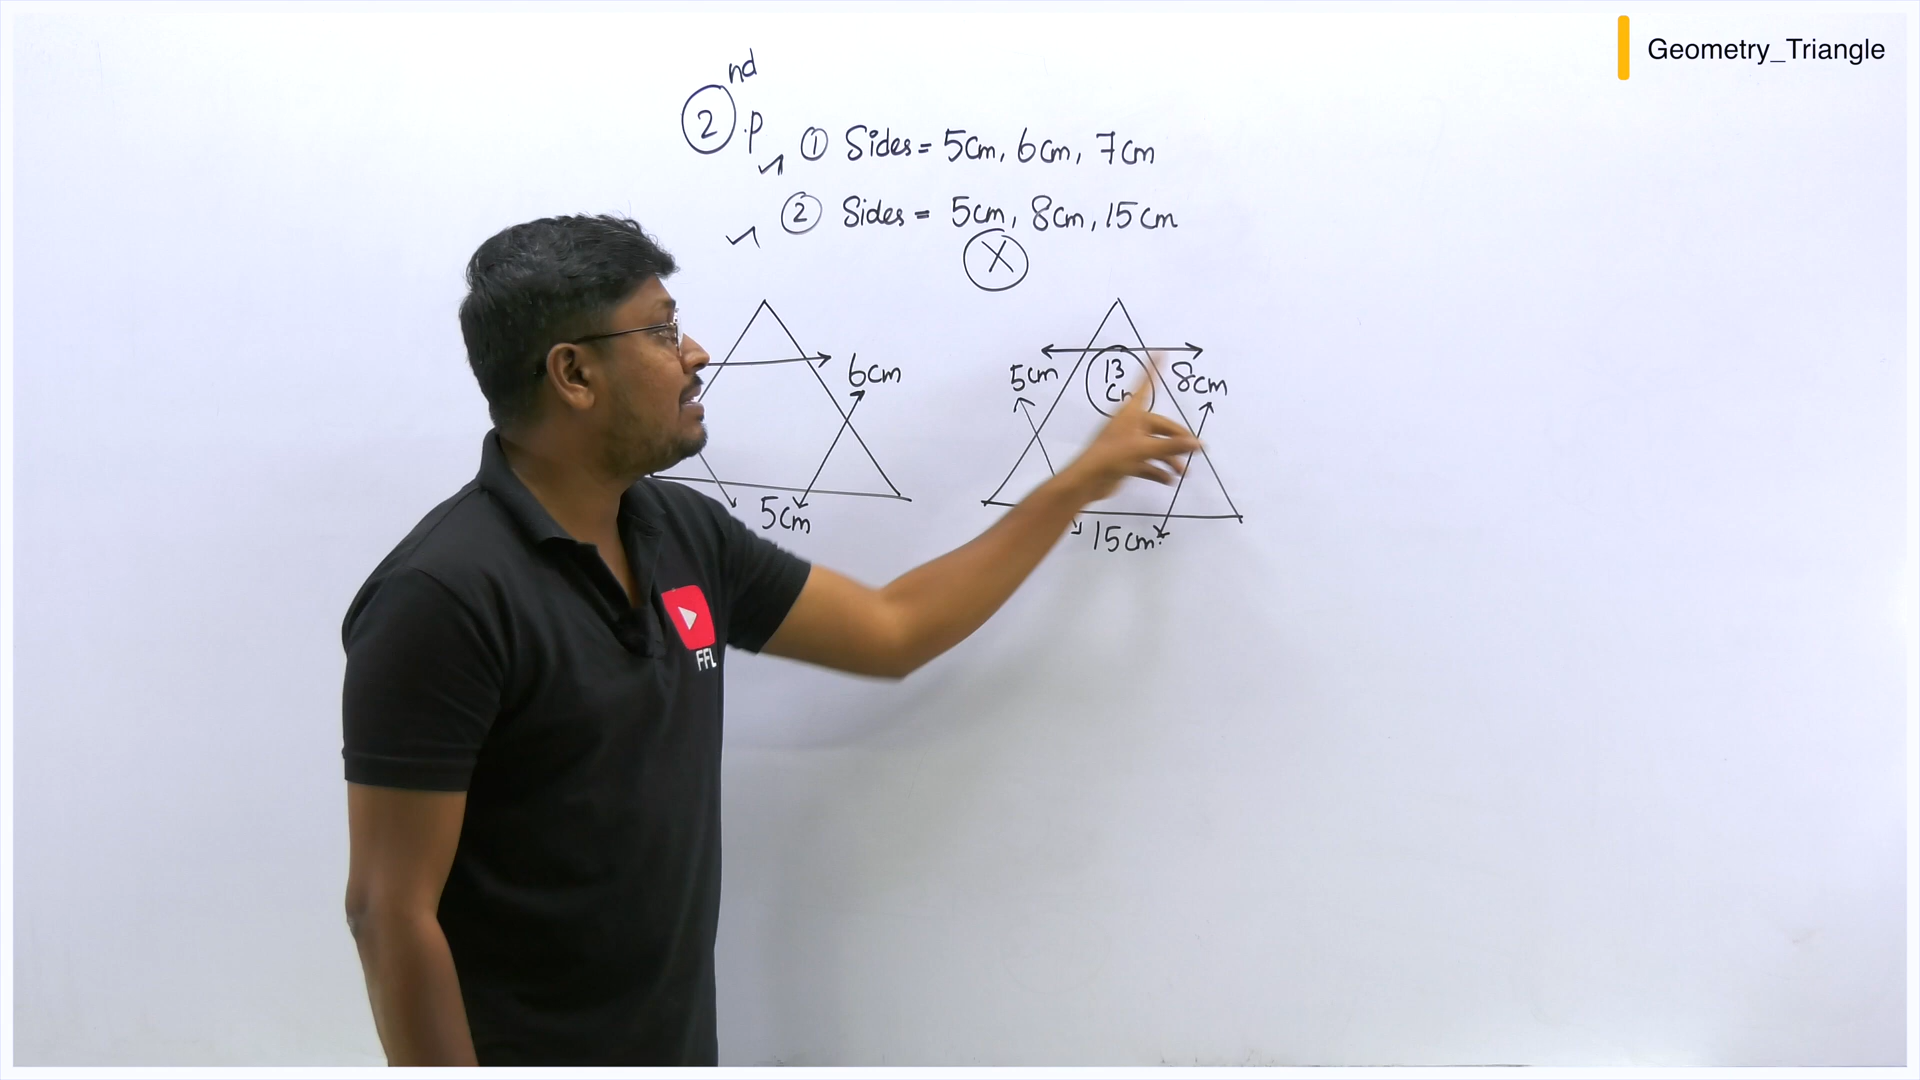 Geometry_Triangle
2nd .p
① Sides = 5cm, 6cm, 7cm
② Sides = 5cm, 8cm, 15cm
X
6cm
5cm
5cm
13
cm
8cm
15cm
FFL